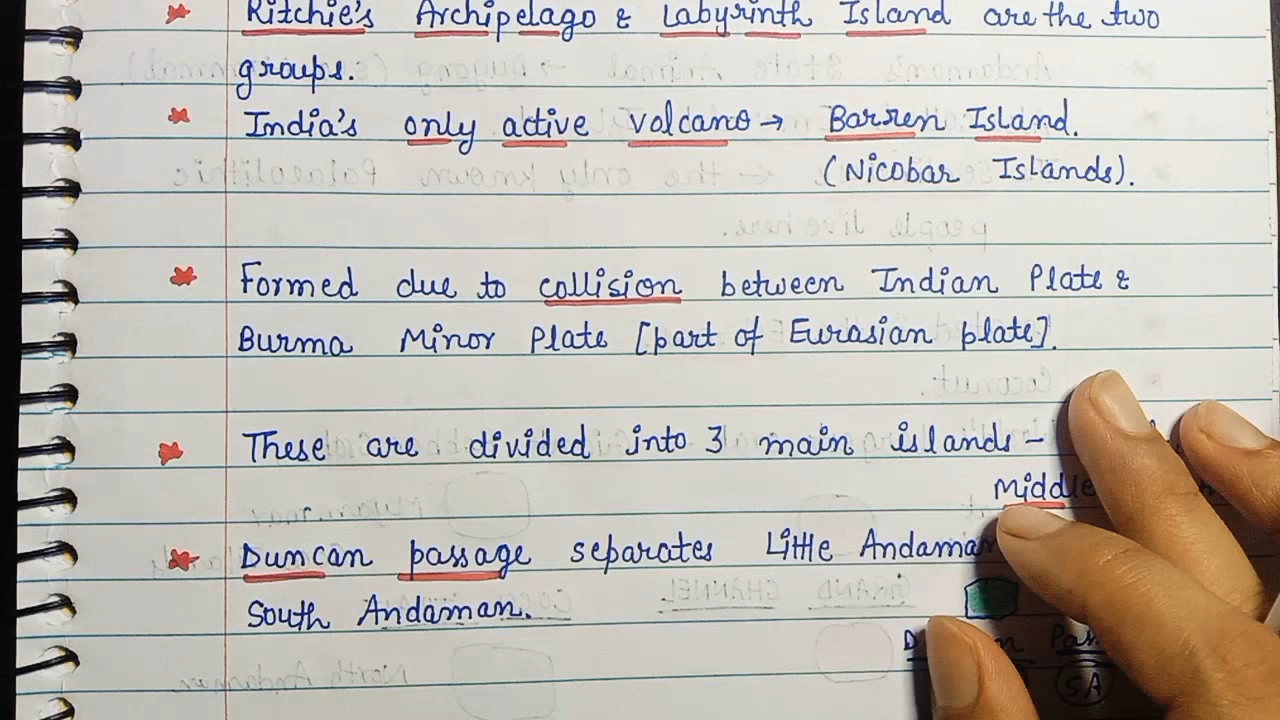 Ritchie's Archipelago & Labyrinth Island are the two
groups.
India's only active volcano → Barren Island.
(Nicobar Islands).
Formed due to collision between Indian Plate &
Burma Minor Plate [part of Eurasian plate].
These are divided into 3 main islands -
Middle
Duncan passage separates Little Andaman
South Andaman.
SA